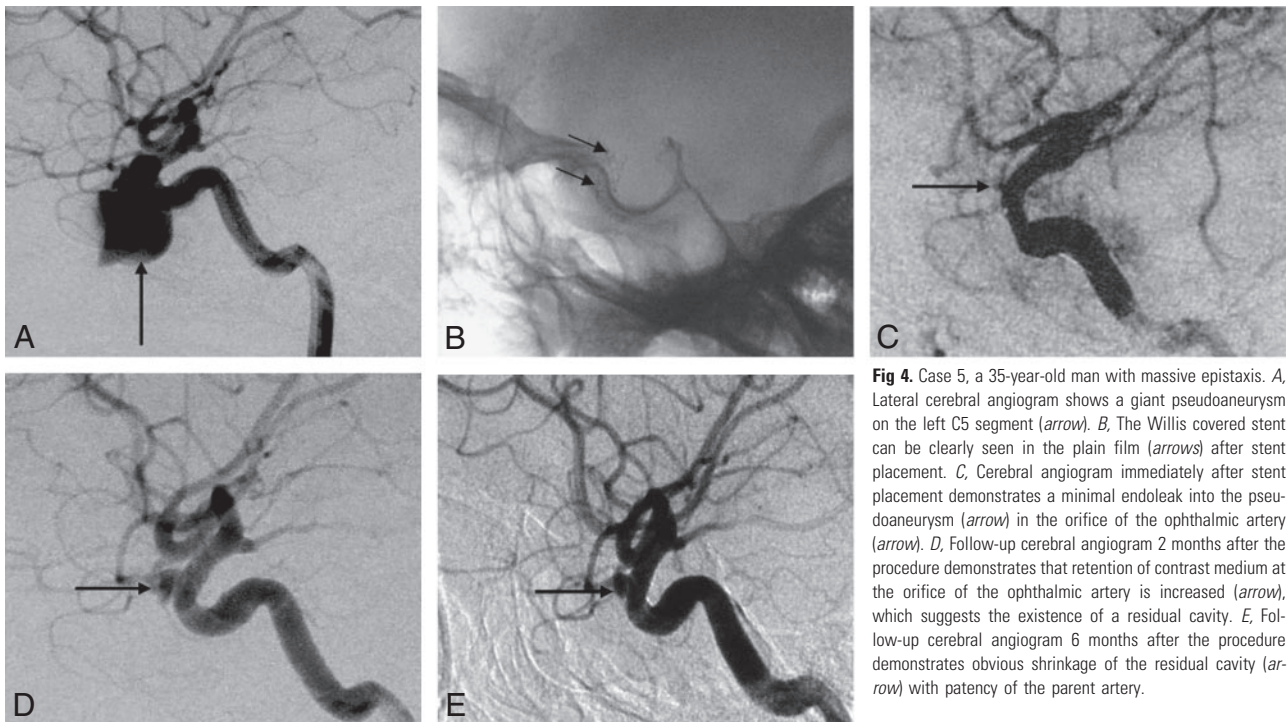 A
B
C
D
E
Fig 4. Case 5, a 35-year-old man with massive epistaxis. A,
Lateral cerebral angiogram shows a giant pseudoaneurysm
on the left C5 segment (arrow). B, The Willis covered stent
can be clearly seen in the plain film (arrows) after stent
placement. C, Cerebral angiogram immediately after stent
placement demonstrates a minimal endoleak into the pseu-
doaneurysm (arrow) in the orifice of the ophthalmic artery
(arrow). D, Follow-up cerebral angiogram 2 months after the
procedure demonstrates that retention of contrast medium at
the orifice of the ophthalmic artery is increased (arrow),
which suggests the existence of a residual cavity. E, Fol-
low-up cerebral angiogram 6 months after the procedure
demonstrates obvious shrinkage of the residual cavity (ar-
row) with patency of the parent artery.